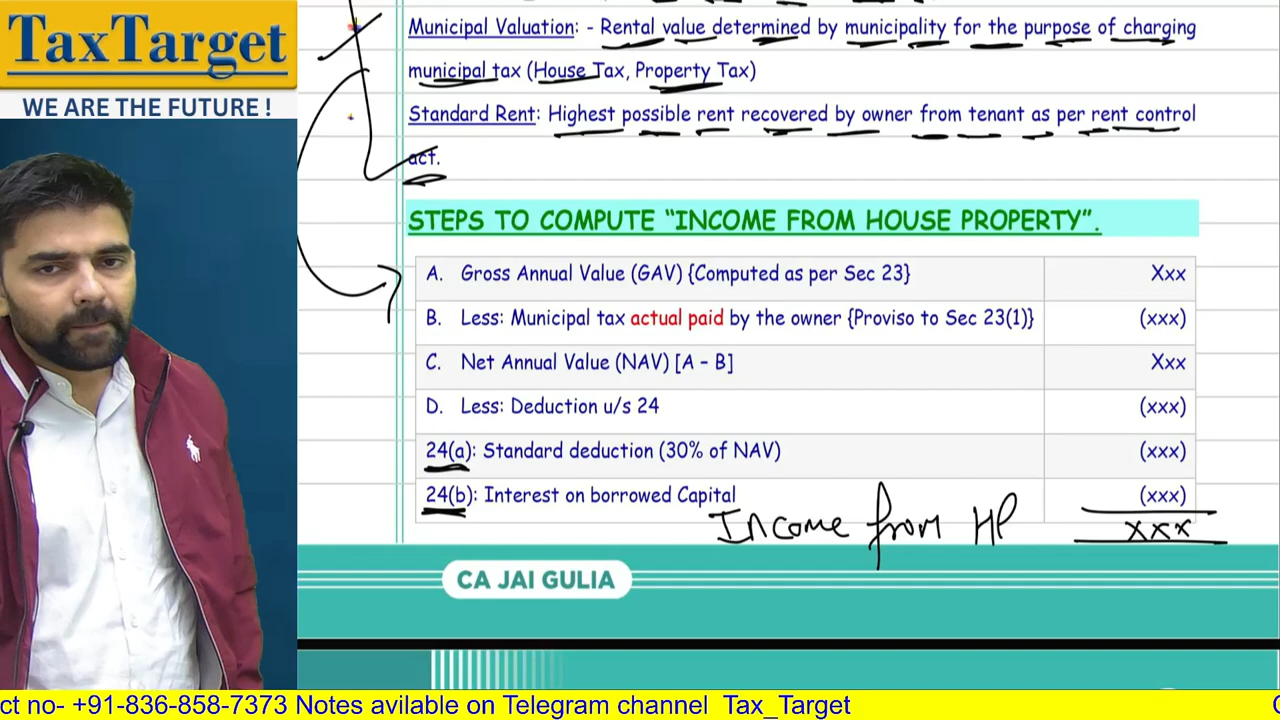 TaxTarget
WE ARE THE FUTURE !
Municipal Valuation: - Rental value determined by municipality for the purpose of charging
municipal tax (House Tax, Property Tax)
Standard Rent: Highest possible rent recovered by owner from tenant as per rent control
act.
STEPS TO COMPUTE “INCOME FROM HOUSE PROPERTY”.
A. Gross Annual Value (GAV) {Computed as per Sec 23} Xxx
B. Less: Municipal tax actual paid by the owner {Proviso to Sec 23(1)} (xxx)
C. Net Annual Value (NAV) [A – B] Xxx
D. Less: Deduction u/s 24 (xxx)
24(a): Standard deduction (30% of NAV) (xxx)
24(b): Interest on borrowed Capital (xxx)
Income from HP xxx
CA JAI GULIA
ct no- +91-836-858-7373 Notes avilable on Telegram channel Tax_Target